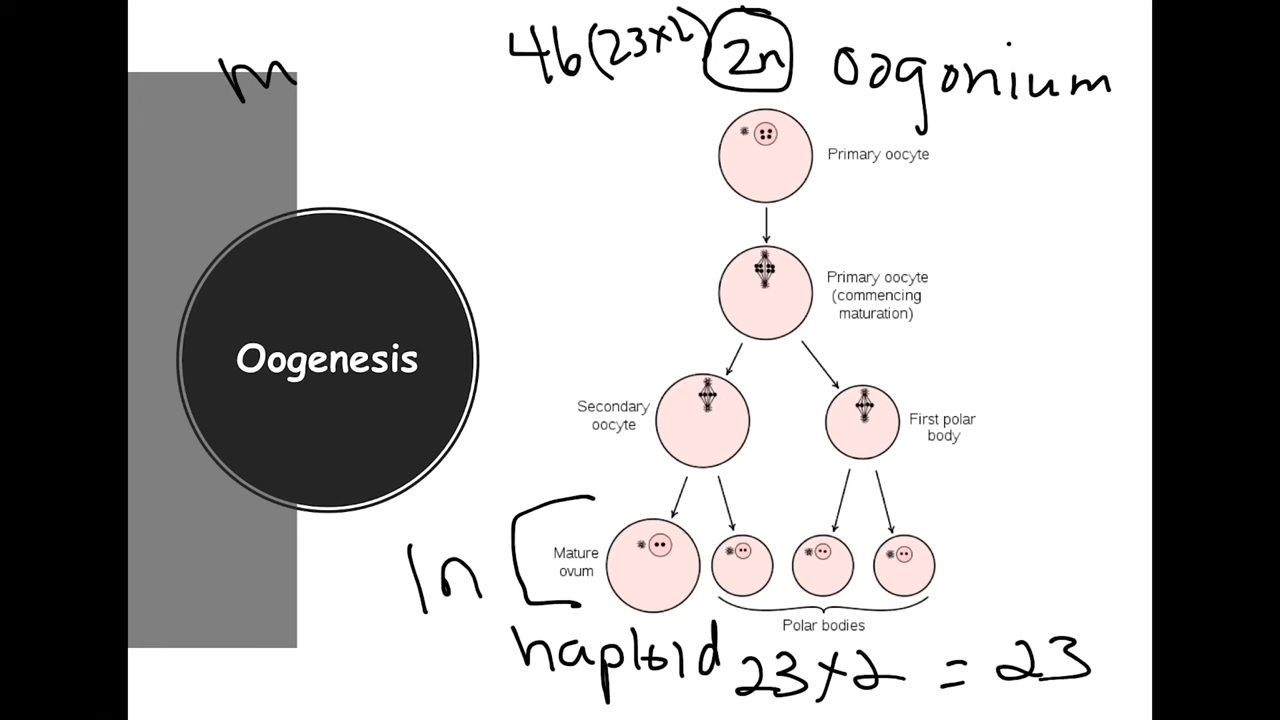 46 (23x2) 2n oogonium
m
Primary oocyte
Primary oocyte
(commencing
maturation)
Oogenesis
Secondary
oocyte
First polar
body
1n
Mature
ovum
Polar bodies
haploid 23x2 = 23